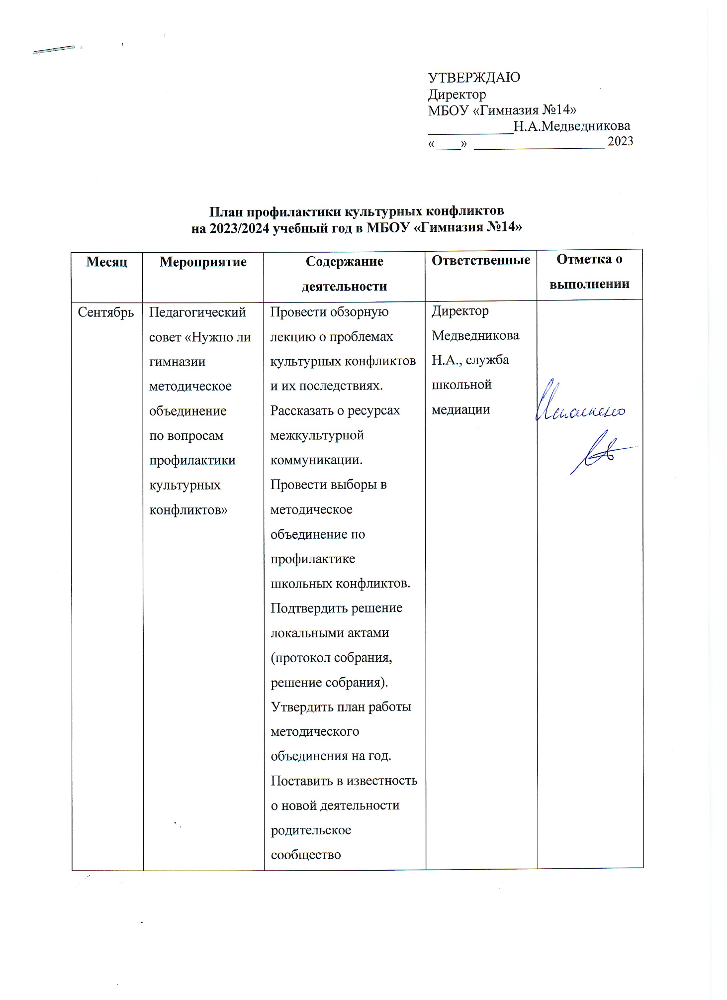 УТВЕРЖДАЮ
Директор
МБОУ «Гимназия №14»
_____________Н.А.Медведникова
«____» ____________________ 2023
План профилактики культурных конфликтов
на 2023/2024 учебный год в МБОУ «Гимназия №14»
Месяц
Мероприятие
Содержание
деятельности
Ответственные
Отметка о
выполнении
Сентябрь
Педагогический
совет «Нужно ли
гимназии
методическое
объединение
по вопросам
профилактики
культурных
конфликтов»
Провести обзорную
лекцию о проблемах
культурных конфликтов
и их последствиях.
Рассказать о ресурсах
межкультурной
коммуникации.
Провести выборы в
методическое
объединение по
профилактике
школьных конфликтов.
Подтвердить решение
локальными актами
(протокол собрания,
решение собрания).
Утвердить план работы
методического
объединения на год.
Поставить в известность
о новой деятельности
родительское
сообщество
Директор
Медведникова
Н.А., служба
школьной
медиации
Исполнено